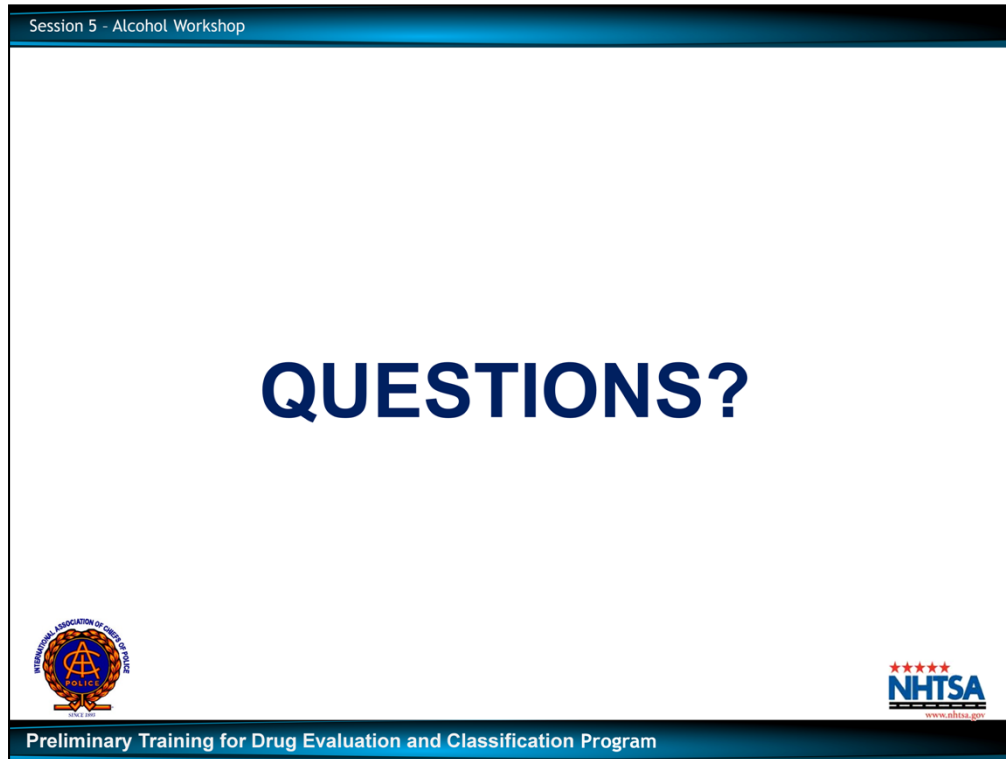 Session 5 - Alcohol Workshop
QUESTIONS?
INTERNATIONAL ASSOCIATION OF CHIEFS OF POLICE
POLICE
SINCE 1893
★★★★★
NHTSA
www.nhtsa.gov
Preliminary Training for Drug Evaluation and Classification Program